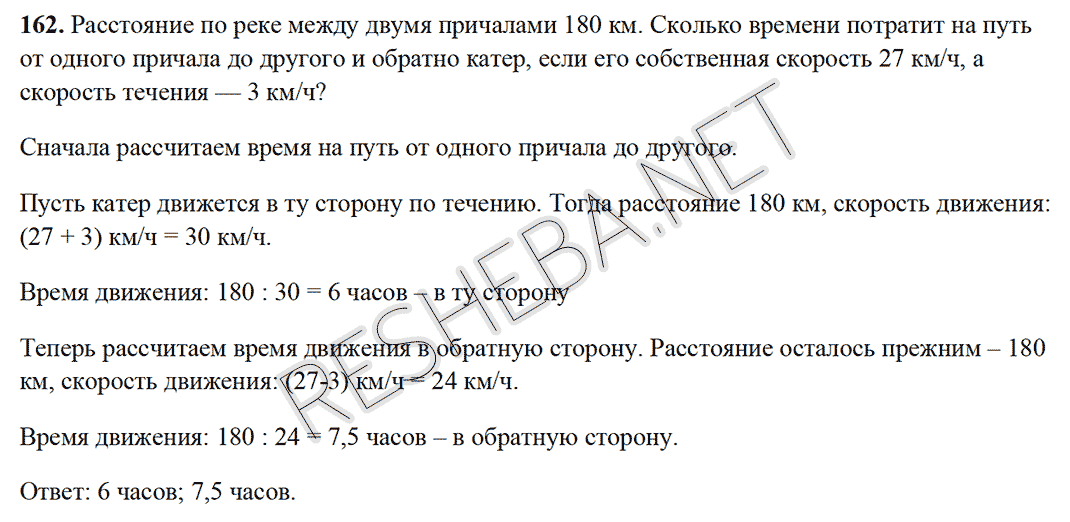 162. Расстояние по реке между двумя причалами 180 км. Сколько времени потратит на путь
от одного причала до другого и обратно катер, если его собственная скорость 27 км/ч, а
скорость течения — 3 км/ч?
Сначала рассчитаем время на путь от одного причала до другого.
Пусть катер движется в ту сторону по течению. Тогда расстояние 180 км, скорость движения:
(27 + 3) км/ч = 30 км/ч.
Время движения: 180 : 30 = 6 часов – в ту сторону
Теперь рассчитаем время движения в обратную сторону. Расстояние осталось прежним – 180
км, скорость движения: (27-3) км/ч = 24 км/ч.
Время движения: 180 : 24 = 7,5 часов – в обратную сторону.
Ответ: 6 часов; 7,5 часов.
RESHEBA.NET